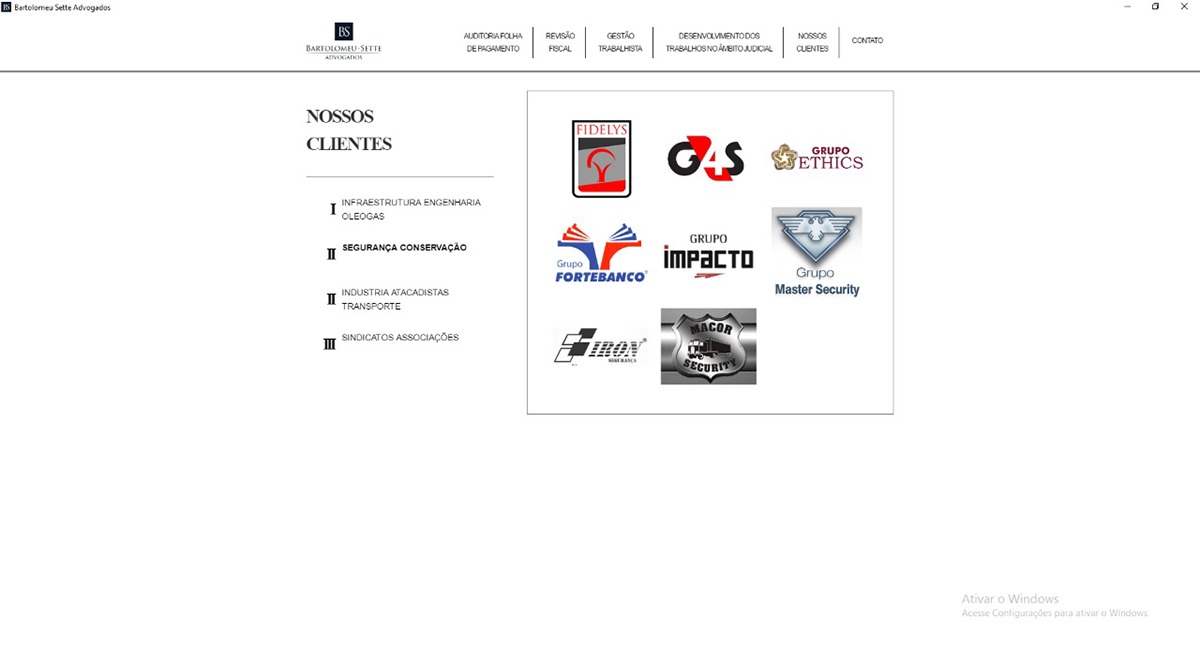 BS Bartolomeu Sette Advogados
BS
BARTOLOMEU·SETTE
ADVOGADOS
AUDITORIA FOLHA
DE PAGAMENTO
REVISÃO
FISCAL
GESTÃO
TRABALHISTA
DESENVOLVIMENTO DOS
TRABALHOS NO ÂMBITO JUDICIAL
NOSSOS
CLIENTES
CONTATO
NOSSOS
CLIENTES
I INFRAESTRUTURA ENGENHARIA
OLEOGAS
II SEGURANÇA CONSERVAÇÃO
II INDUSTRIA ATACADISTAS
TRANSPORTE
III SINDICATOS ASSOCIAÇÕES
FIDELYS
G4S
GRUPO
ETHICS
Grupo
FORTEBANCO®
GRUPO
IMPACTO
Grupo
Master Security
IRON®
SEGURANÇA
MACOR
SECURITY
Ativar o Windows
Acesse Configurações para ativar o Windows.